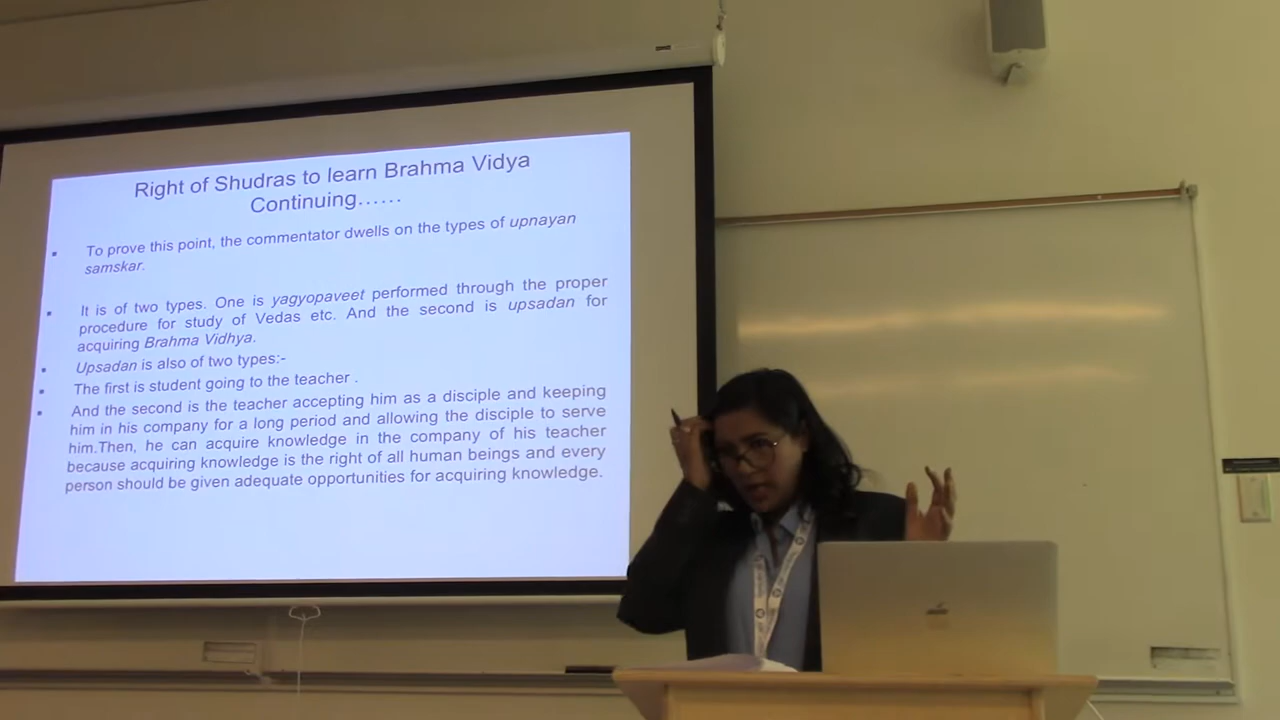 Right of Shudras to learn Brahma Vidya
Continuing……
To prove this point, the commentator dwells on the types of upnayan
samskar.
It is of two types. One is yagyopaveet performed through the proper
procedure for study of Vedas etc. And the second is upsadan for
acquiring Brahma Vidhya.
Upsadan is also of two types:-
The first is student going to the teacher .
And the second is the teacher accepting him as a disciple and keeping
him in his company for a long period and allowing the disciple to serve
him.Then, he can acquire knowledge in the company of his teacher
because acquiring knowledge is the right of all human beings and every
person should be given adequate opportunities for acquiring knowledge.